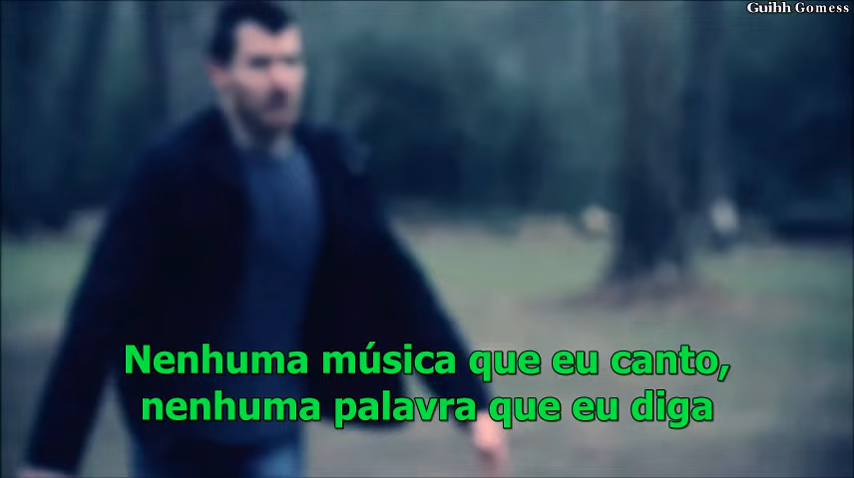 Guihh Gomess
Nenhuma música que eu canto,
nenhuma palavra que eu diga